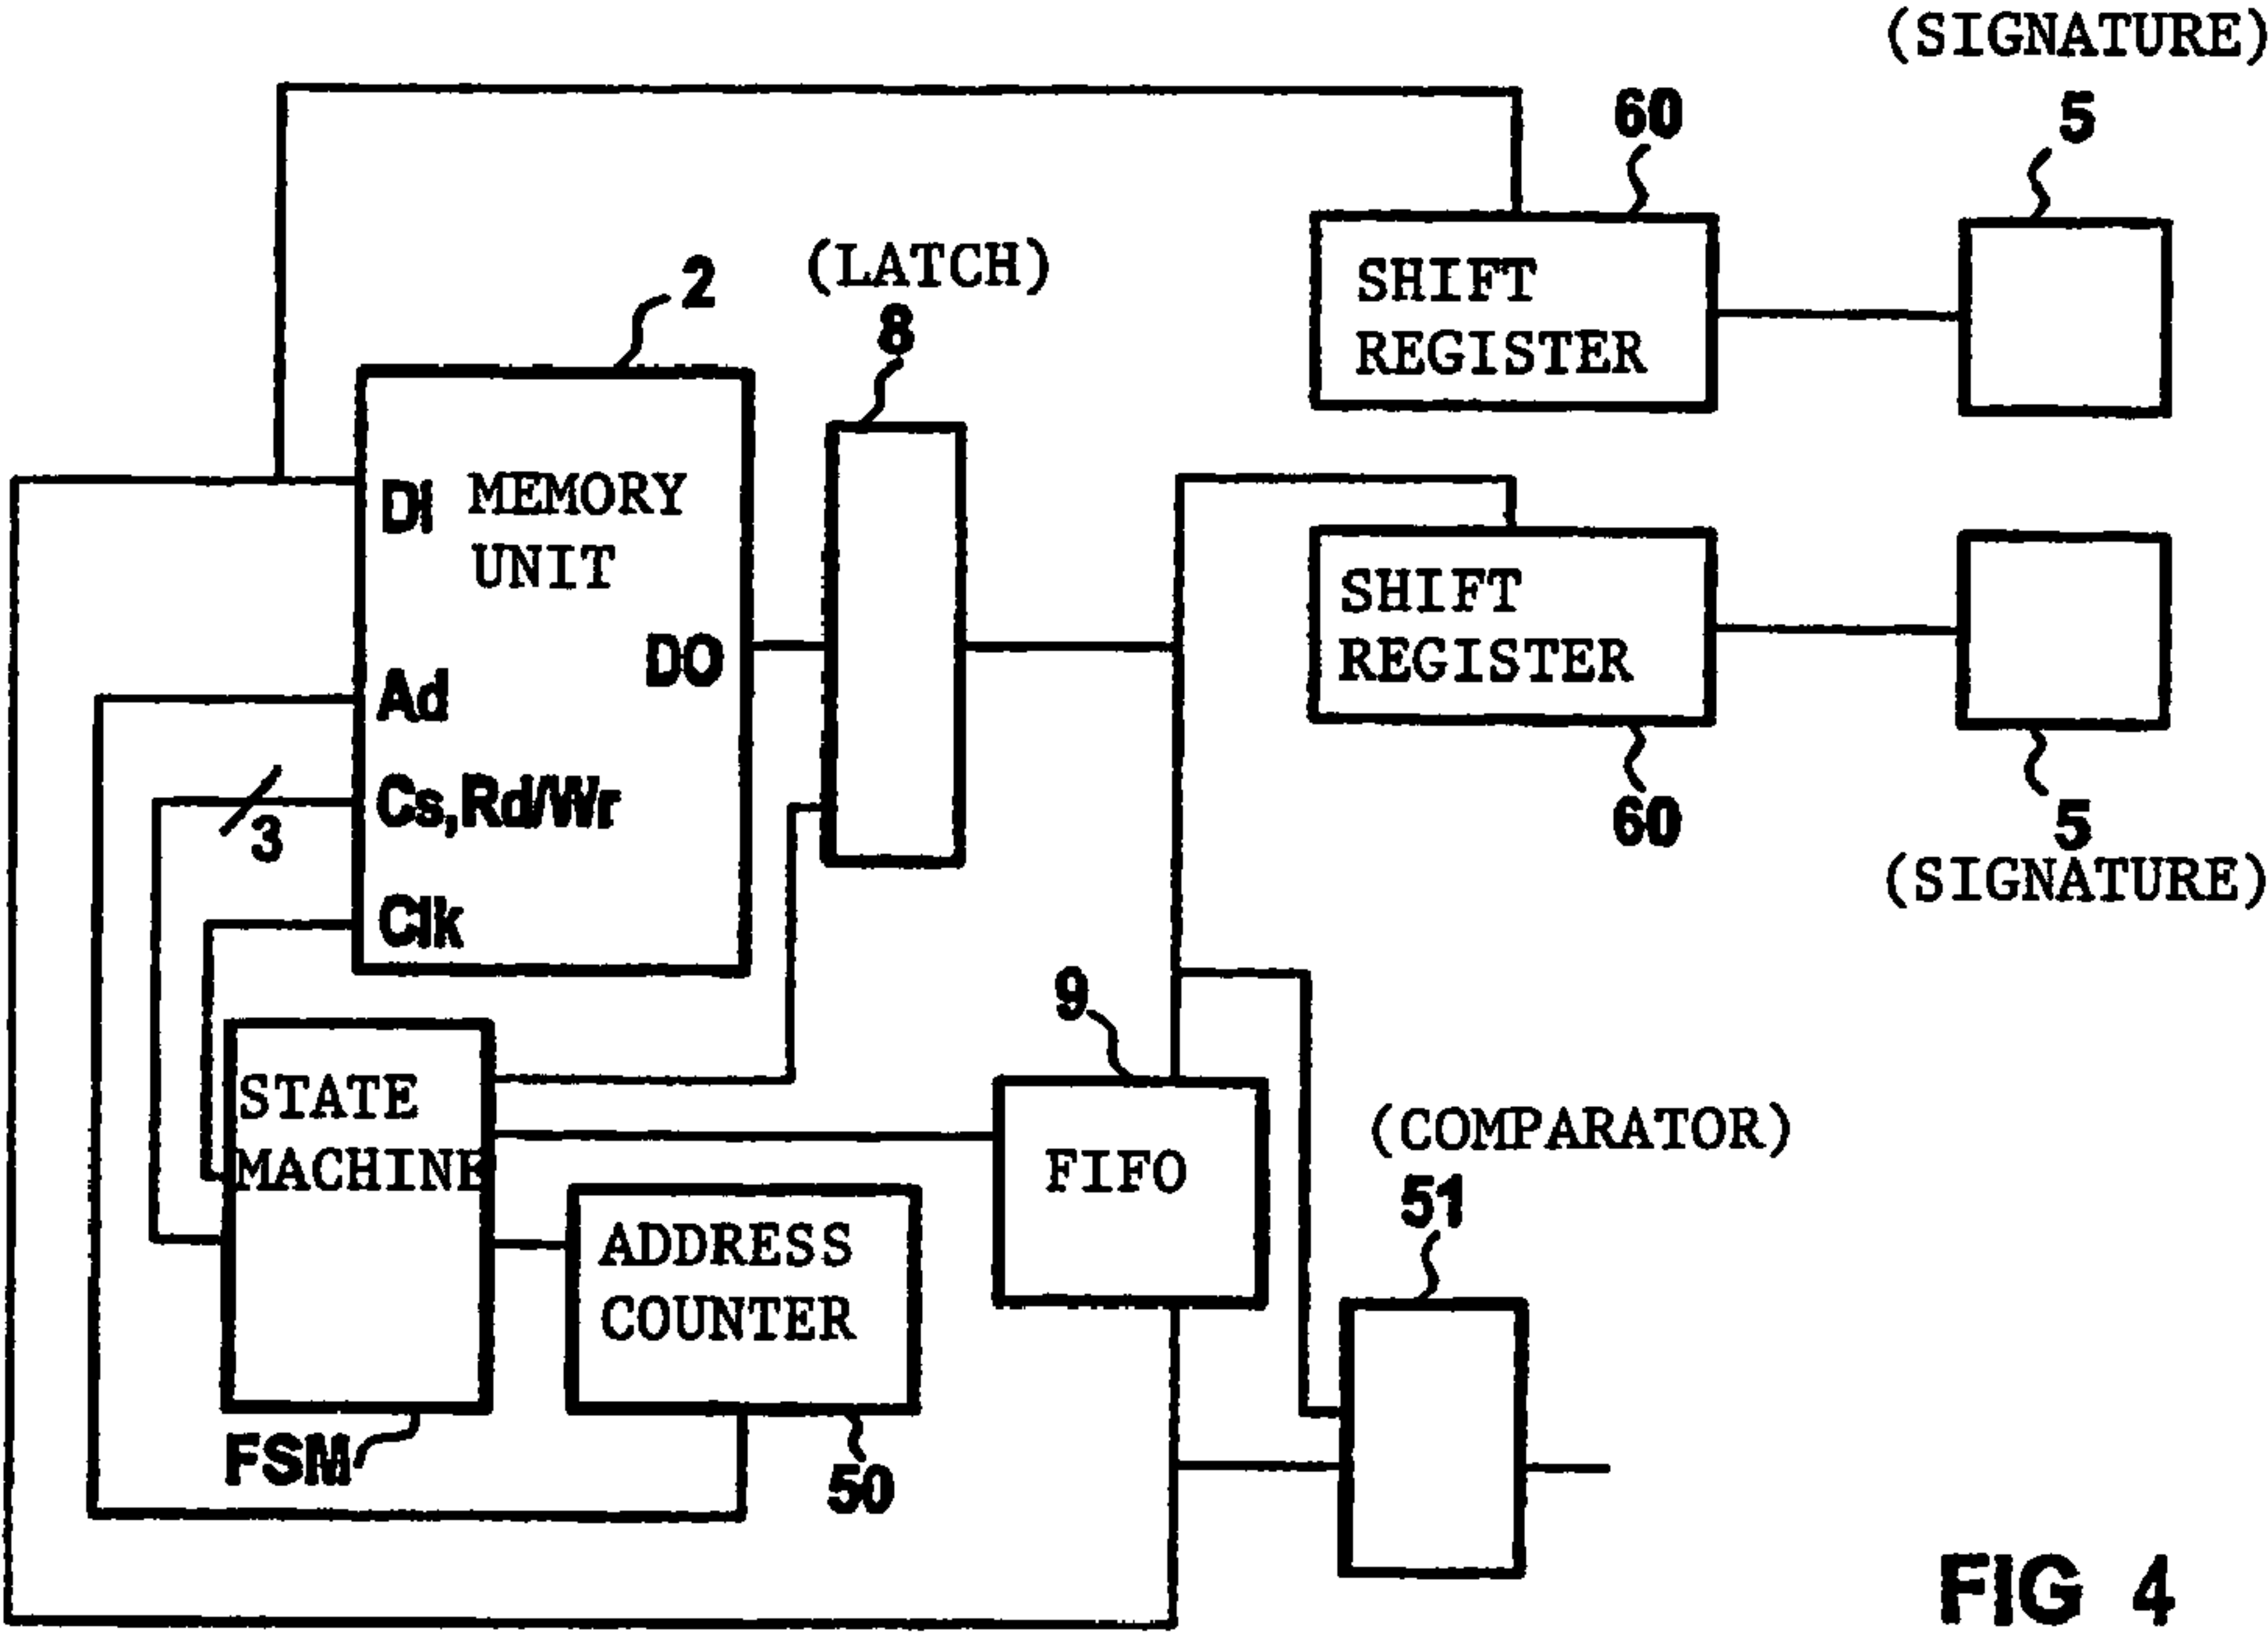 (SIGNATURE)
60
5
(LATCH)
2
8
SHIFT
REGISTER
DI
MEMORY
UNIT
DO
SHIFT
REGISTER
Ad
Cs,Rd/Wr
3
60
5
(SIGNATURE)
Clk
9
STATE
MACHINE
FIFO
(COMPARATOR)
51
ADDRESS
COUNTER
FSM
50
FIG 4